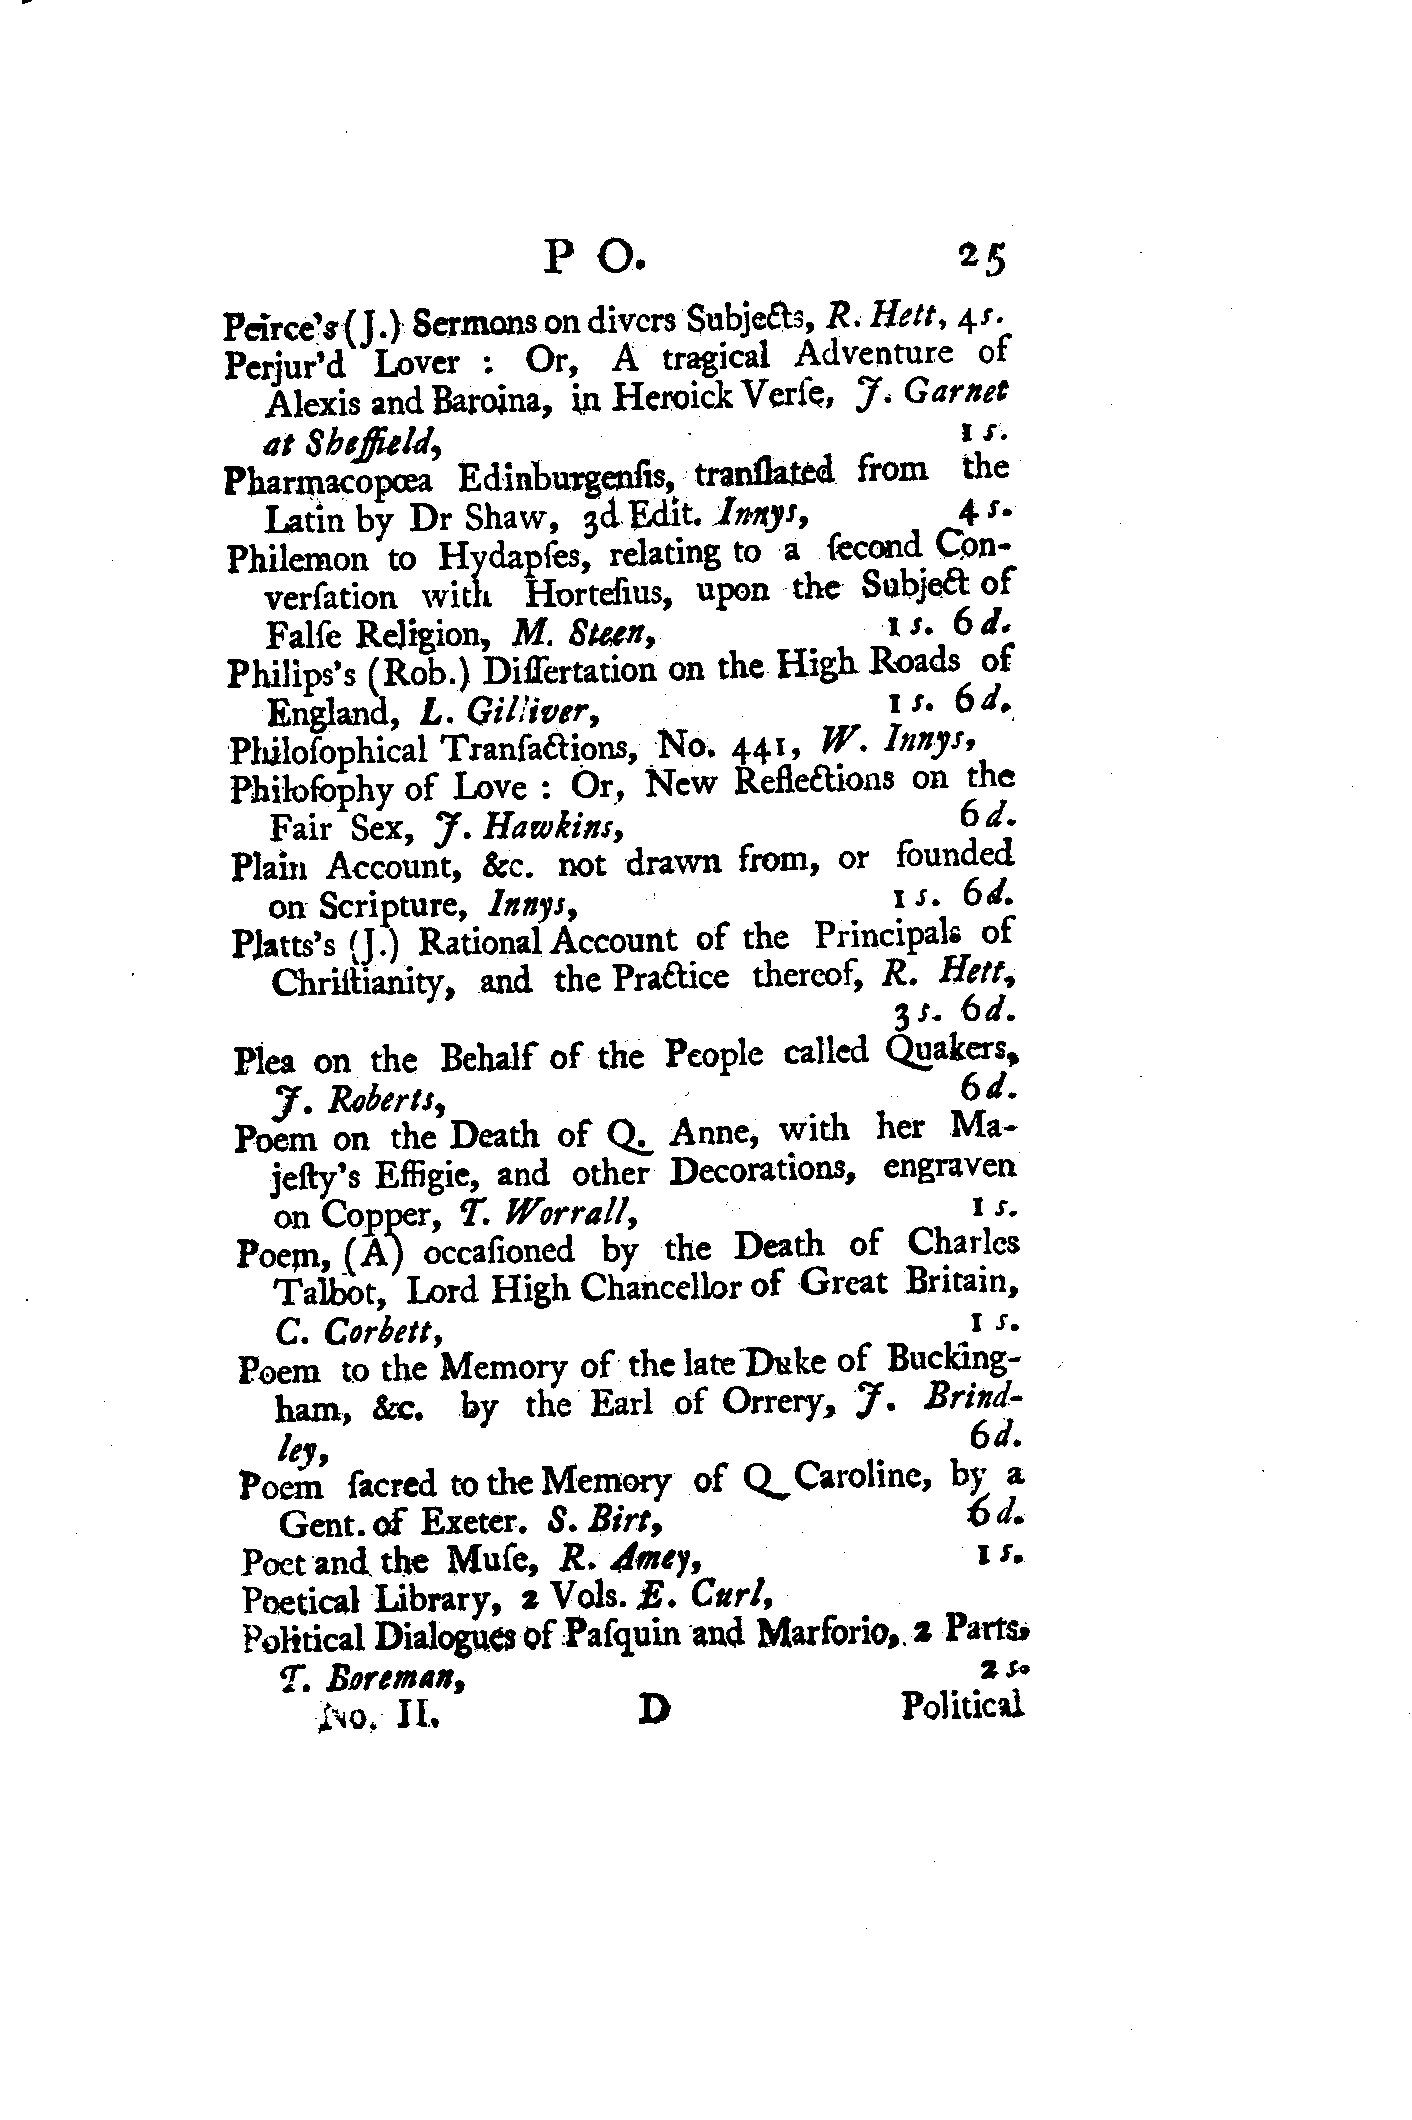 P O. 25
Peirce's (J.) Sermons on divers Subjects, R. Hett, 4s.
Perjur'd Lover : Or, A tragical Adventure of
Alexis and Baroina, in Heroick Verſe, J. Garnet
at Sheffield, 1 s.
Pharmacopœa Edinburgenſis, tranſlated from the
Latin by Dr Shaw, 3d Edit. Innys, 4 s.
Philemon to Hydapſes, relating to a ſecond Con-
verſation with Horteſius, upon the Subject of
Falſe Religion, M. Steen, 1 s. 6 d.
Philips's (Rob.) Diſſertation on the High Roads of
England, L. Gilliver, 1 s. 6 d.
Philoſophical Tranſactions, No. 441, W. Innys,
Philoſophy of Love : Or, New Reflections on the
Fair Sex, J. Hawkins, 6 d.
Plain Account, &c. not drawn from, or founded
on Scripture, Innys, 1 s. 6 d.
Platts's (J.) Rational Account of the Principals of
Chriſtianity, and the Practice thereof, R. Hett,
3 s. 6 d.
Plea on the Behalf of the People called Quakers,
J. Roberts, 6 d.
Poem on the Death of Q. Anne, with her Ma-
jeſty's Effigie, and other Decorations, engraven
on Copper, T. Worrall, 1 s.
Poem, (A) occaſioned by the Death of Charles
Talbot, Lord High Chancellor of Great Britain,
C. Corbett, 1 s.
Poem to the Memory of the late Duke of Bucking-
ham, &c. by the Earl of Orrery, J. Brind-
ley, 6 d.
Poem ſacred to the Memory of Q Caroline, by a
Gent. of Exeter. S. Birt, 6 d.
Poet and the Muſe, R. Amey, 1 s.
Poetical Library, 2 Vols. E. Curl,
Political Dialogues of Paſquin and Marforio, 2 Parts,
T. Boreman, 2 s.
No. II. D Political